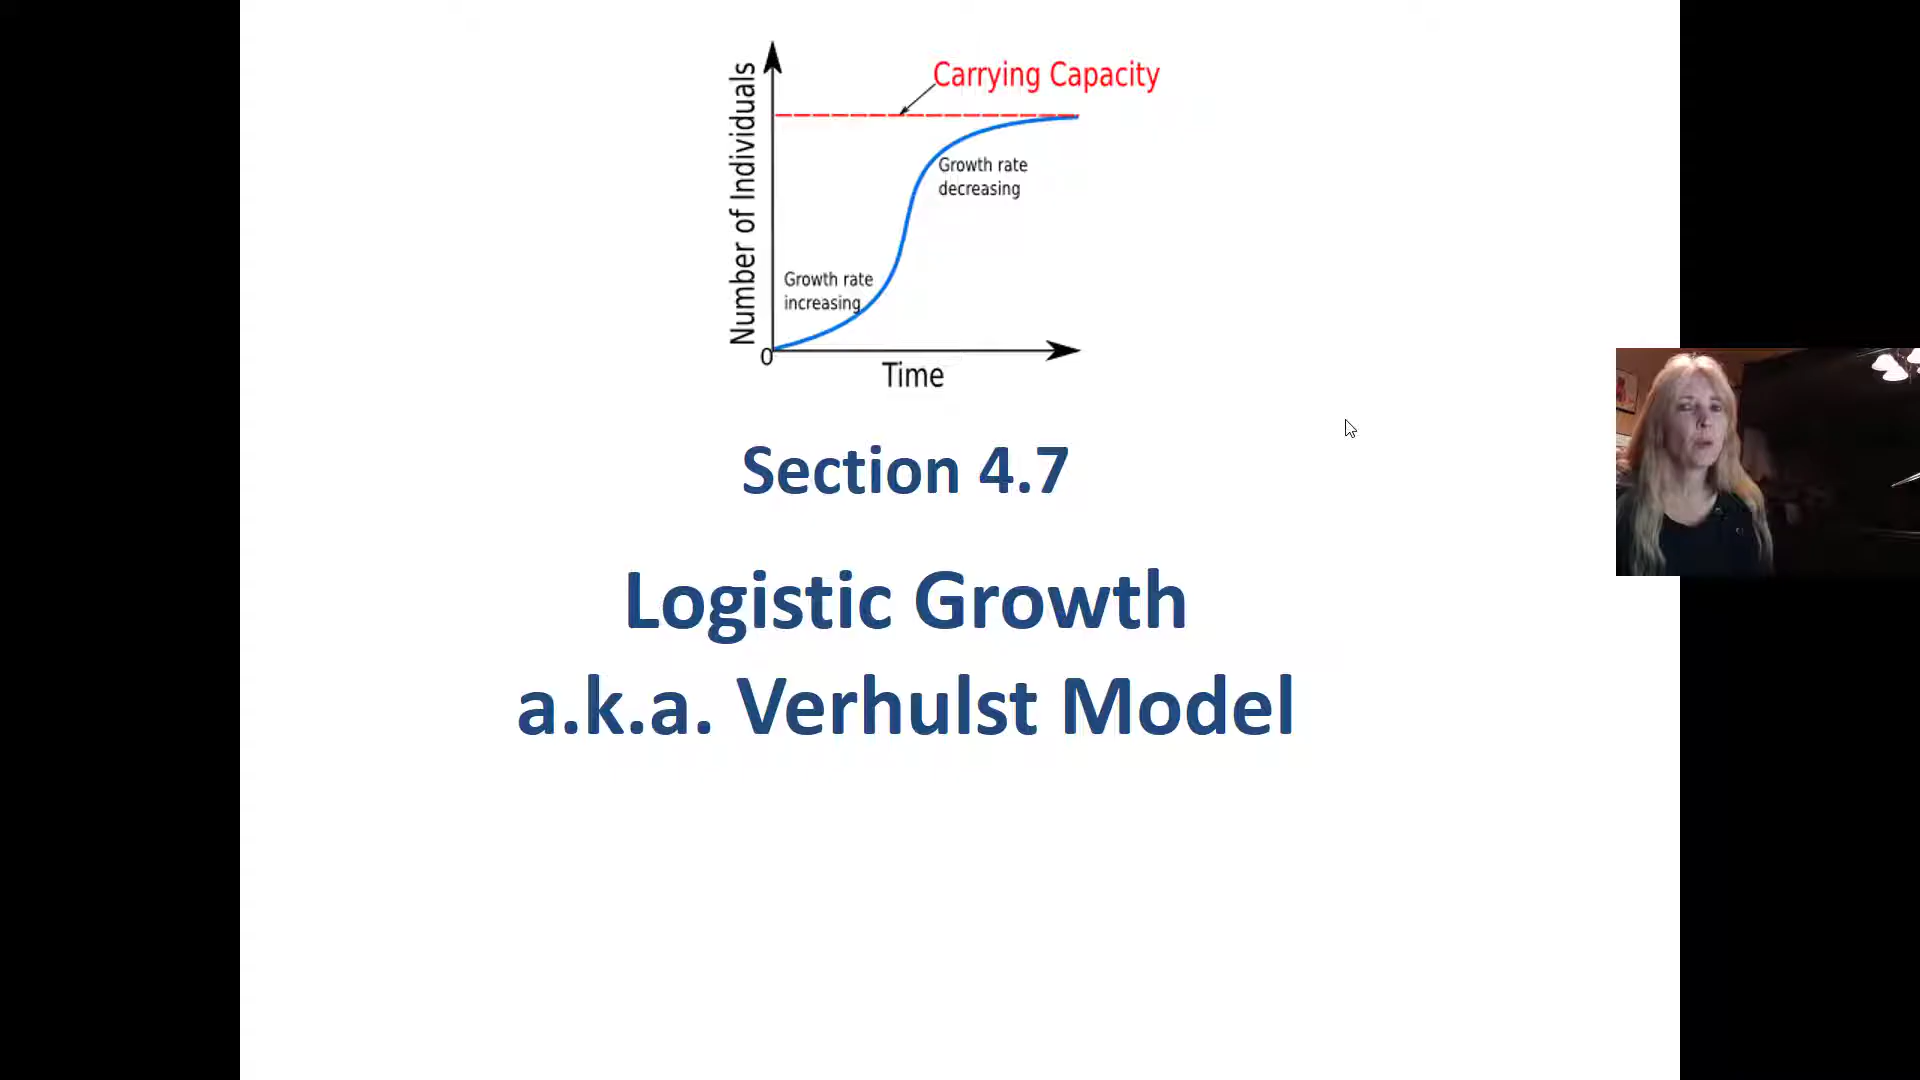 Carrying Capacity
Number of Individuals
Growth rate
decreasing
Growth rate
increasing
0
Time
Section 4.7
Logistic Growth
a.k.a. Verhulst Model